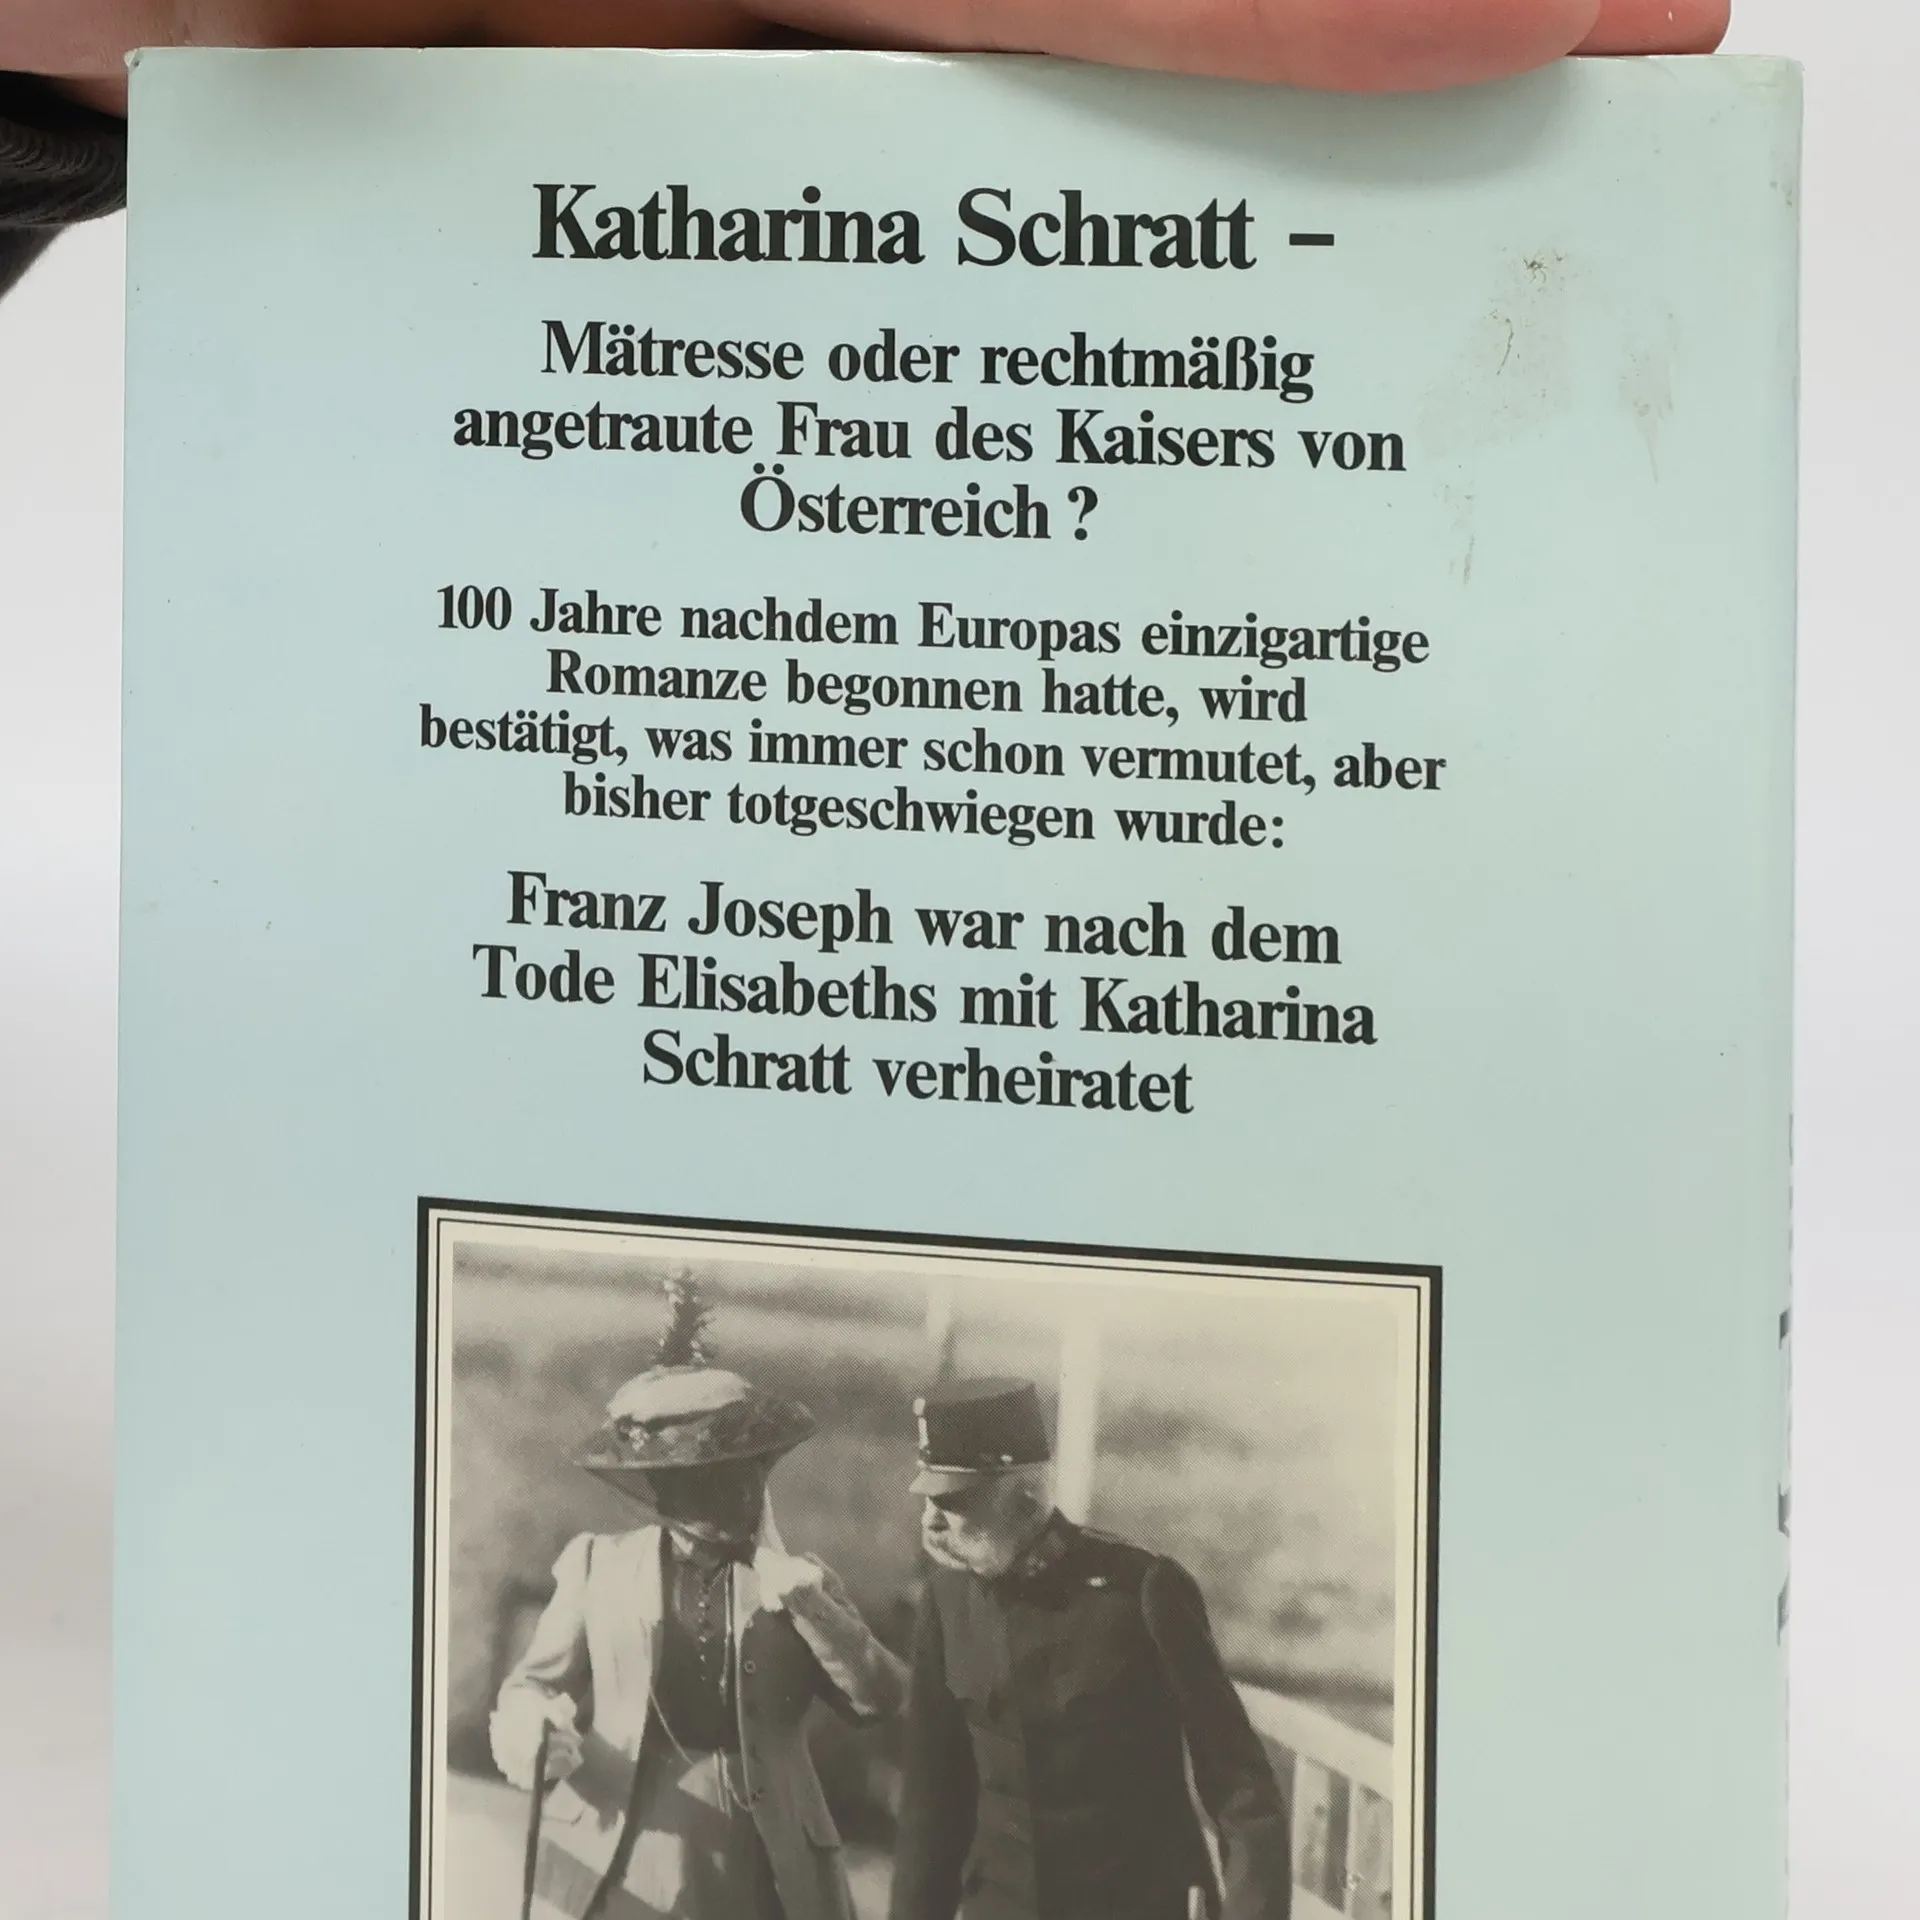 Katharina Schratt –
Mätresse oder rechtmäßig
angetraute Frau des Kaisers von
Österreich ?
100 Jahre nachdem Europas einzigartige
Romanze begonnen hatte, wird
bestätigt, was immer schon vermutet, aber
bisher totgeschwiegen wurde:
Franz Joseph war nach dem
Tode Elisabeths mit Katharina
Schratt verheiratet